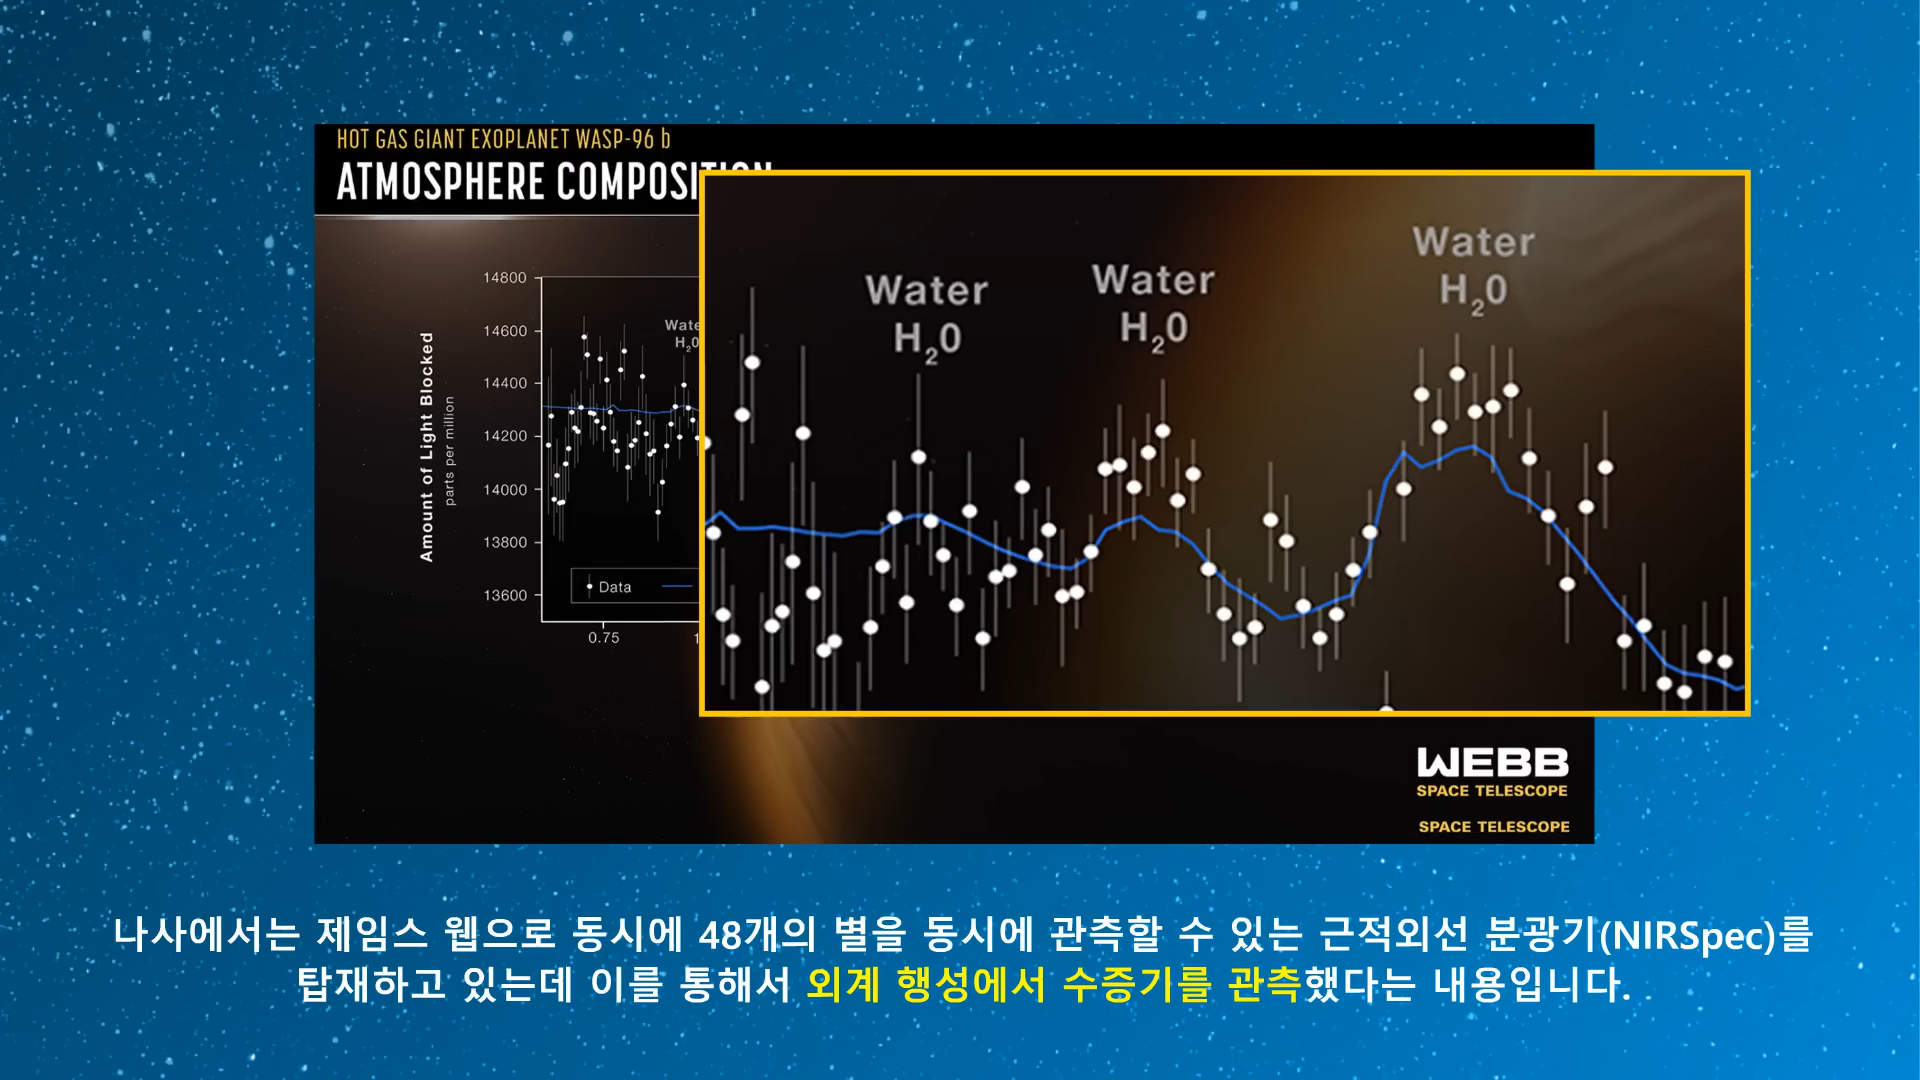 HOT GAS GIANT EXOPLANET WASP-96 b
ATMOSPHERE COMPOSITION
Amount of Light Blocked
parts per million
14800
14600
14400
14200
14000
13800
13600
0.75
1
Data
Wate
H2O
Water
H2O
Water
H2O
Water
H2O
WEBB
SPACE TELESCOPE
SPACE TELESCOPE
나사에서는 제임스 웹으로 동시에 48개의 별을 동시에 관측할 수 있는 근적외선 분광기(NIRSpec)를
탑재하고 있는데 이를 통해서 외계 행성에서 수증기를 관측했다는 내용입니다.